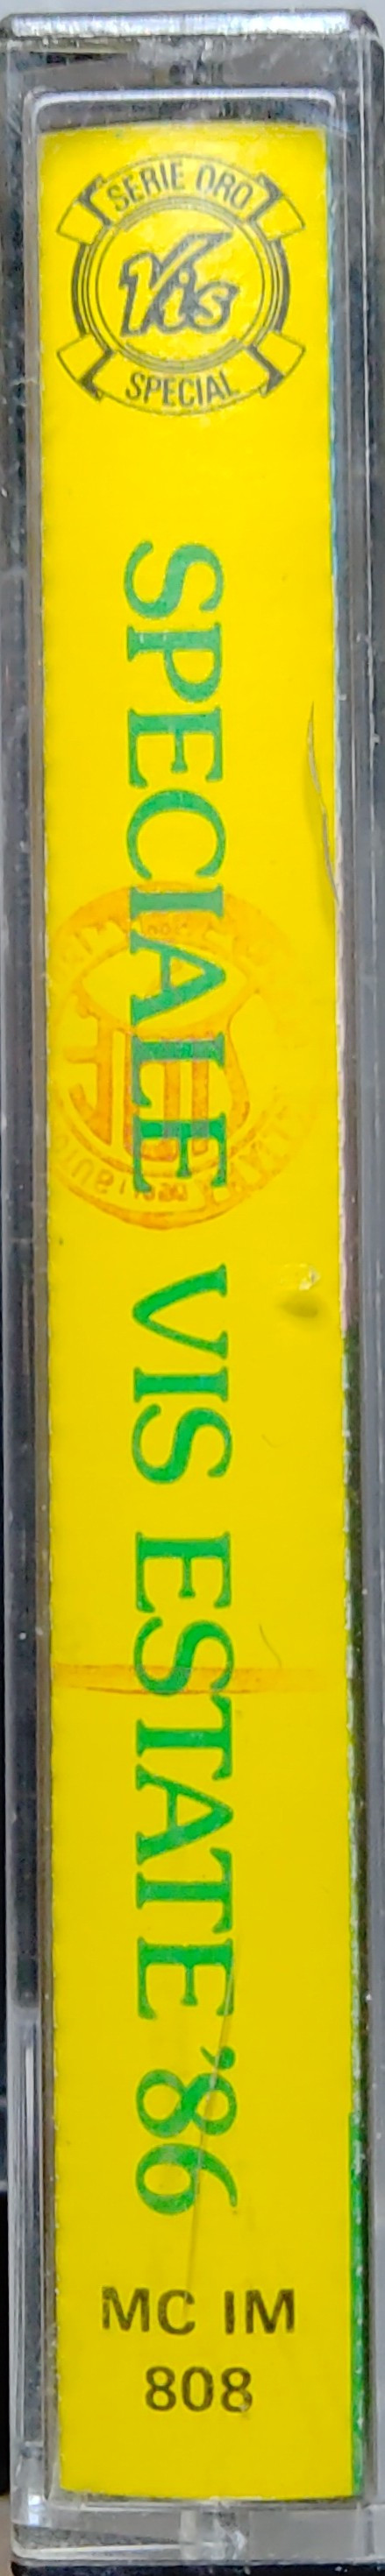 SERIE ORO
Vis
SPECIAL
SPECIALE VIS ESTATE '86
MC IM
808